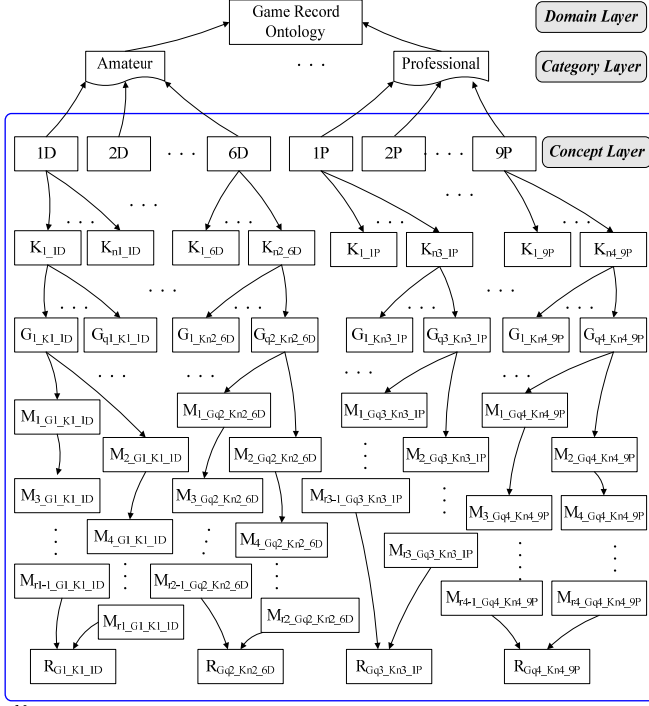 Game Record
Ontology
Domain Layer
Amateur
. . .
Professional
Category Layer
1D
2D
. . .
6D
1P
2P
. . . .
9P
Concept Layer
K1_1D
Kn1_1D
K1_6D
Kn2_6D
K1_1P
Kn3_1P
K1_9P
Kn4_9P
G1_K1_1D
Gq1_K1_1D
G1_Kn2_6D
Gq2_Kn2_6D
G1_Kn3_1P
Gq3_Kn3_1P
G1_Kn4_9P
Gq4_Kn4_9P
M1_G1_K1_1D
M1_Gq2_Kn2_6D
M1_Gq3_Kn3_1P
M1_Gq4_Kn4_9P
M2_G1_K1_1D
M2_Gq2_Kn2_6D
M2_Gq3_Kn3_1P
M2_Gq4_Kn4_9P
M3_G1_K1_1D
M3_Gq2_Kn2_6D
Mr3-1_Gq3_Kn3_1P
M3_Gq4_Kn4_9P
M4_Gq4_Kn4_9P
M4_G1_K1_1D
M4_Gq2_Kn2_6D
Mr3_Gq3_Kn3_1P
Mr1-1_G1_K1_1D
Mr2-1_Gq2_Kn2_6D
Mr4-1_Gq4_Kn4_9P
Mr4_Gq4_Kn4_9P
Mr1_G1_K1_1D
Mr2_Gq2_Kn2_6D
RG1_K1_1D
RGq2_Kn2_6D
RGq3_Kn3_1P
RGq4_Kn4_9P